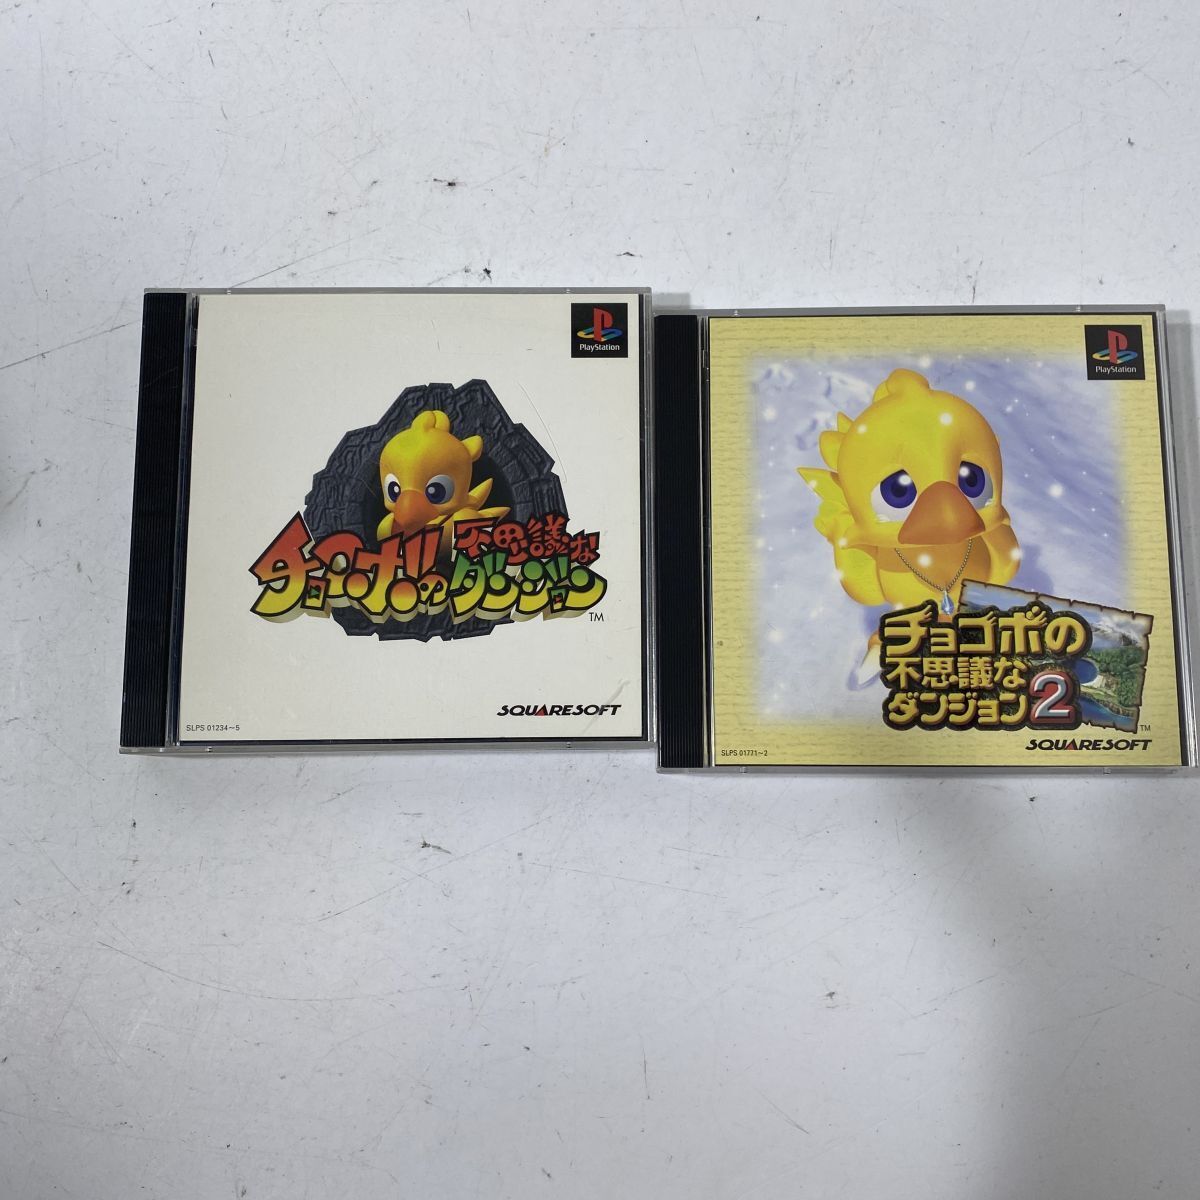 PlayStation
チョコボの
不思議な
ダンジョン
TM
SQUARESOFT
SLPS 01234~5
PlayStation
チョコボの
不思議な
ダンジョン2
TM
SQUARESOFT
SLPS 01771~2